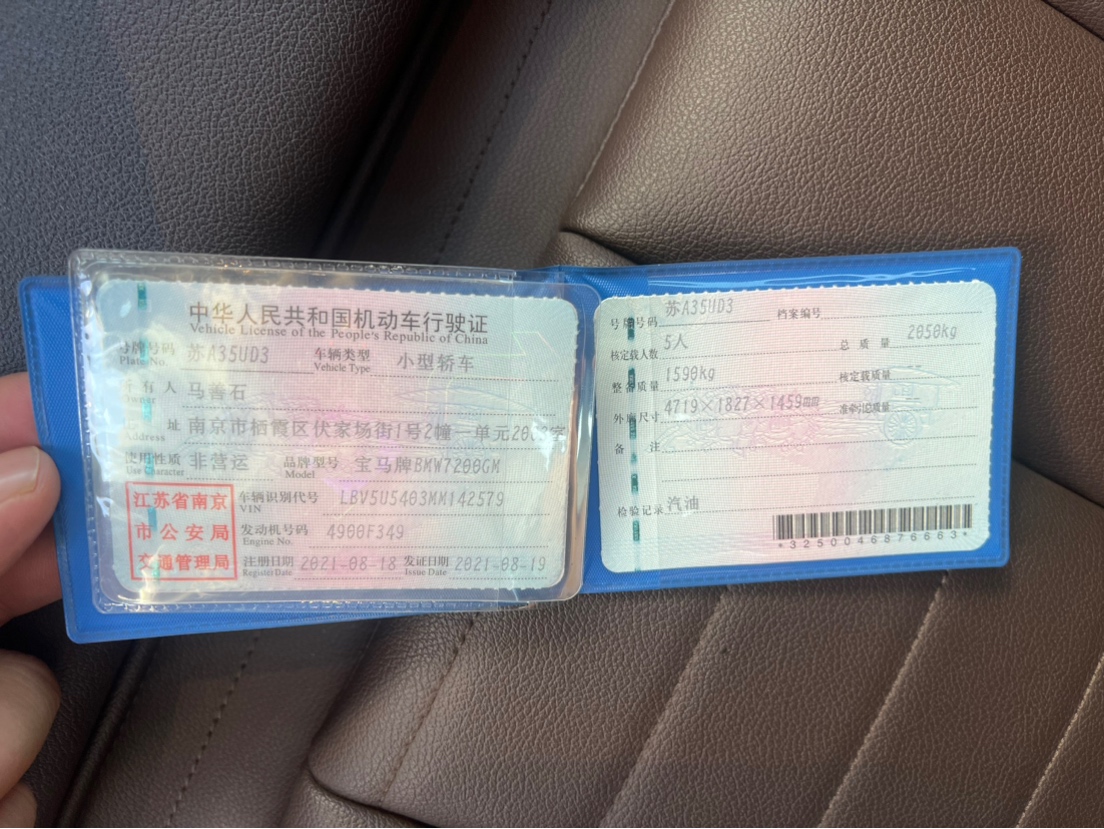 中华人民共和国机动车行驶证
Vehicle License of the People's Republic of China
号牌号码 苏A35UD3 车辆类型 小型轿车
Plate No. Vehicle Type
所有人 马善石
Owner
住址 南京市栖霞区伏家场街1号2幢一单元
Address
使用性质 非营运 品牌型号 宝马牌BMW7200GM
Use Character Model
江苏省南京
市公安局
交通管理局
车辆识别代号 LBV5U5403MM142579
VIN
发动机号码 4900F349
Engine No.
注册日期 2021-08-18 发证日期 2021-08-19
Register Date Issue Date
号牌号码 苏A35UD3 档案编号
核定载人数 5人 总质量 2050kg
整备质量 1590kg 核定载质量 --
外廓尺寸 4719×1827×1459mm 准牵引总质量 --
备注
检验记录 汽油
*3250046876663*